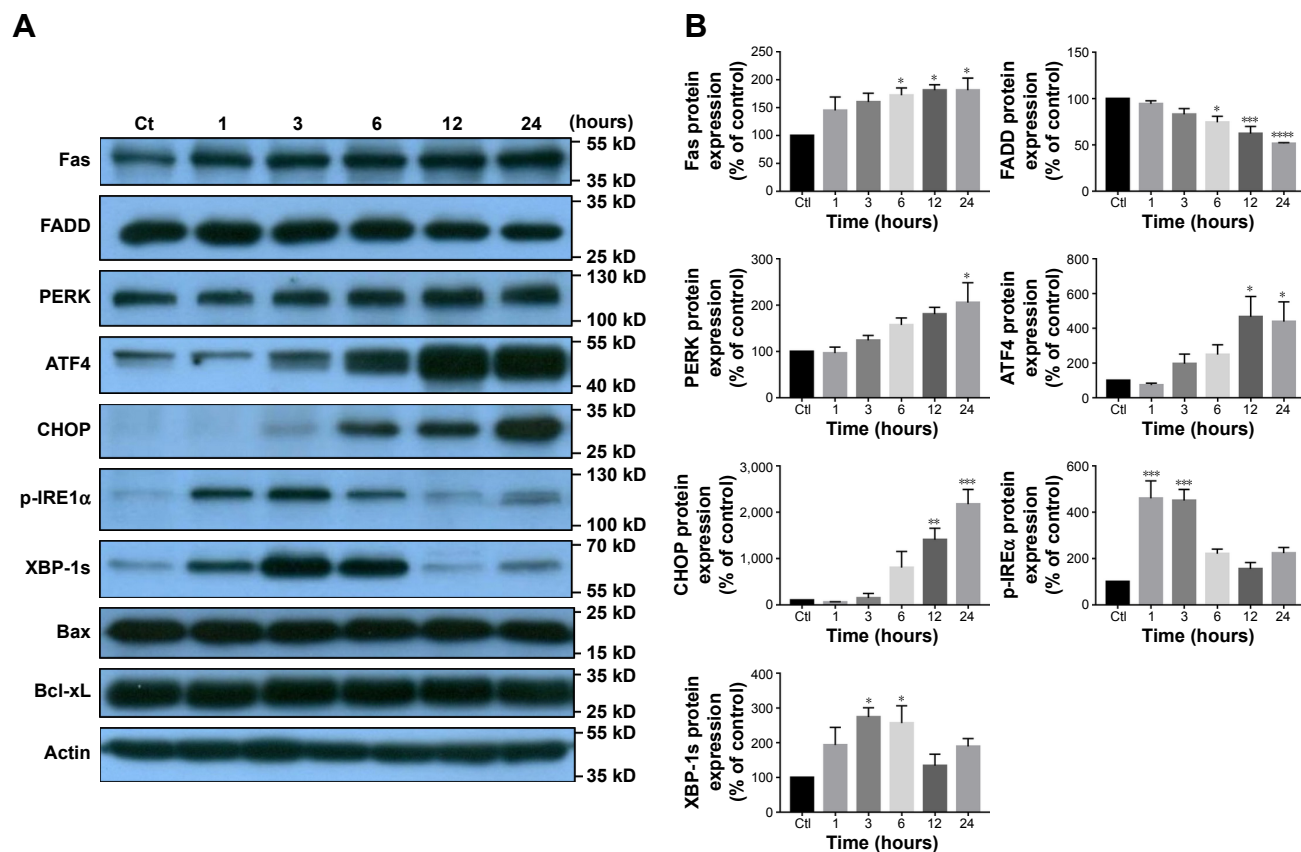 A
Ct 1 3 6 12 24 (hours)
Fas
55 kD
35 kD
FADD
35 kD
25 kD
PERK
130 kD
100 kD
ATF4
55 kD
40 kD
CHOP
35 kD
25 kD
p-IRE1α
130 kD
100 kD
XBP-1s
70 kD
55 kD
Bax
25 kD
15 kD
Bcl-xL
35 kD
25 kD
Actin
55 kD
35 kD
B
Fas protein
expression
(% of control)
250
200
150
100
50
0
* * *
Ctl 1 3 6 12 24
Time (hours)
FADD protein
expression
(% of control)
150
100
50
0
* *** ****
Ctl 1 3 6 12 24
Time (hours)
PERK protein
expression
(% of control)
300
200
100
0
*
Ctl 1 3 6 12 24
Time (hours)
ATF4 protein
expression
(% of control)
800
600
400
200
0
* *
Ctl 1 3 6 12 24
Time (hours)
CHOP protein
expression
(% of control)
3,000
2,000
1,000
0
** ***
Ctl 1 3 6 12 24
Time (hours)
p-IREα protein
expression
(% of control)
600
400
200
0
*** ***
Ctl 1 3 6 12 24
Time (hours)
XBP-1s protein
expression
(% of control)
400
300
200
100
0
* *
Ctl 1 3 6 12 24
Time (hours)